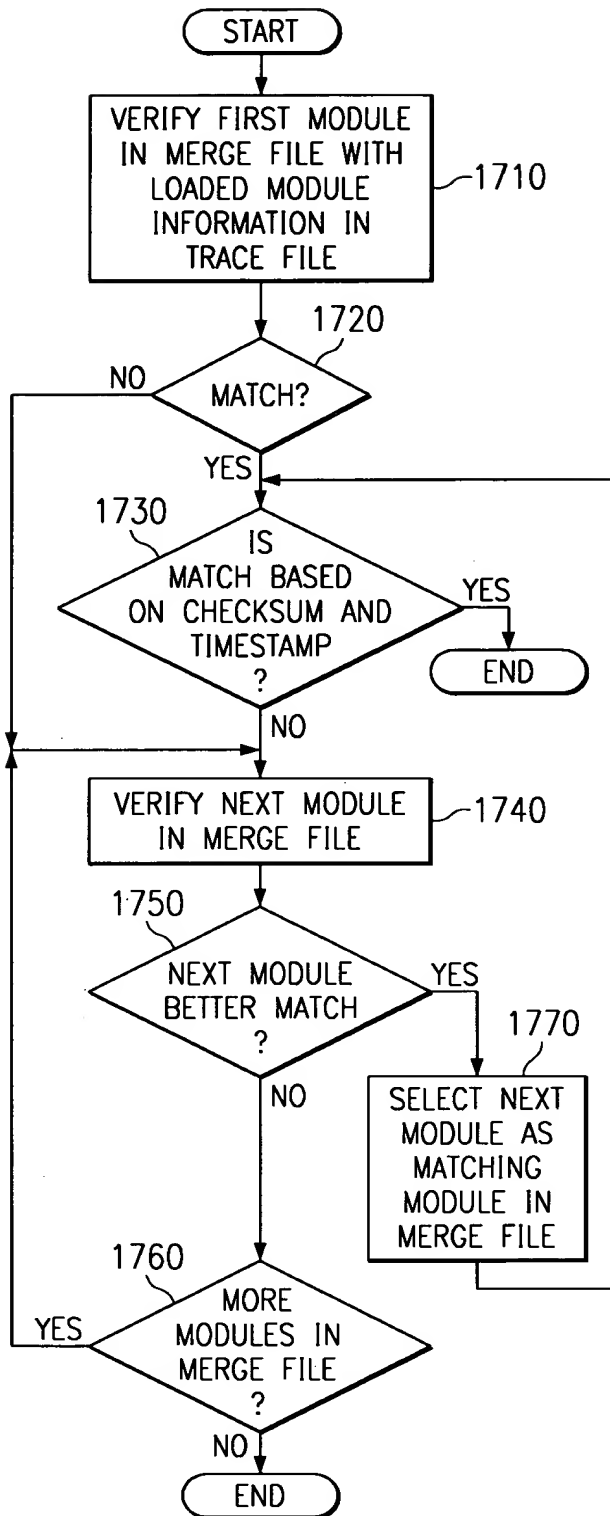 START
VERIFY FIRST MODULE
IN MERGE FILE WITH
LOADED MODULE
INFORMATION IN
TRACE FILE
1710
1720
NO
MATCH?
YES
1730
IS
MATCH BASED
ON CHECKSUM AND
TIMESTAMP
?
YES
END
NO
VERIFY NEXT MODULE
IN MERGE FILE
1740
1750
NEXT MODULE
BETTER MATCH
?
YES
1770
NO
SELECT NEXT
MODULE AS
MATCHING
MODULE IN
MERGE FILE
1760
YES
MORE
MODULES IN
MERGE FILE
?
NO
END